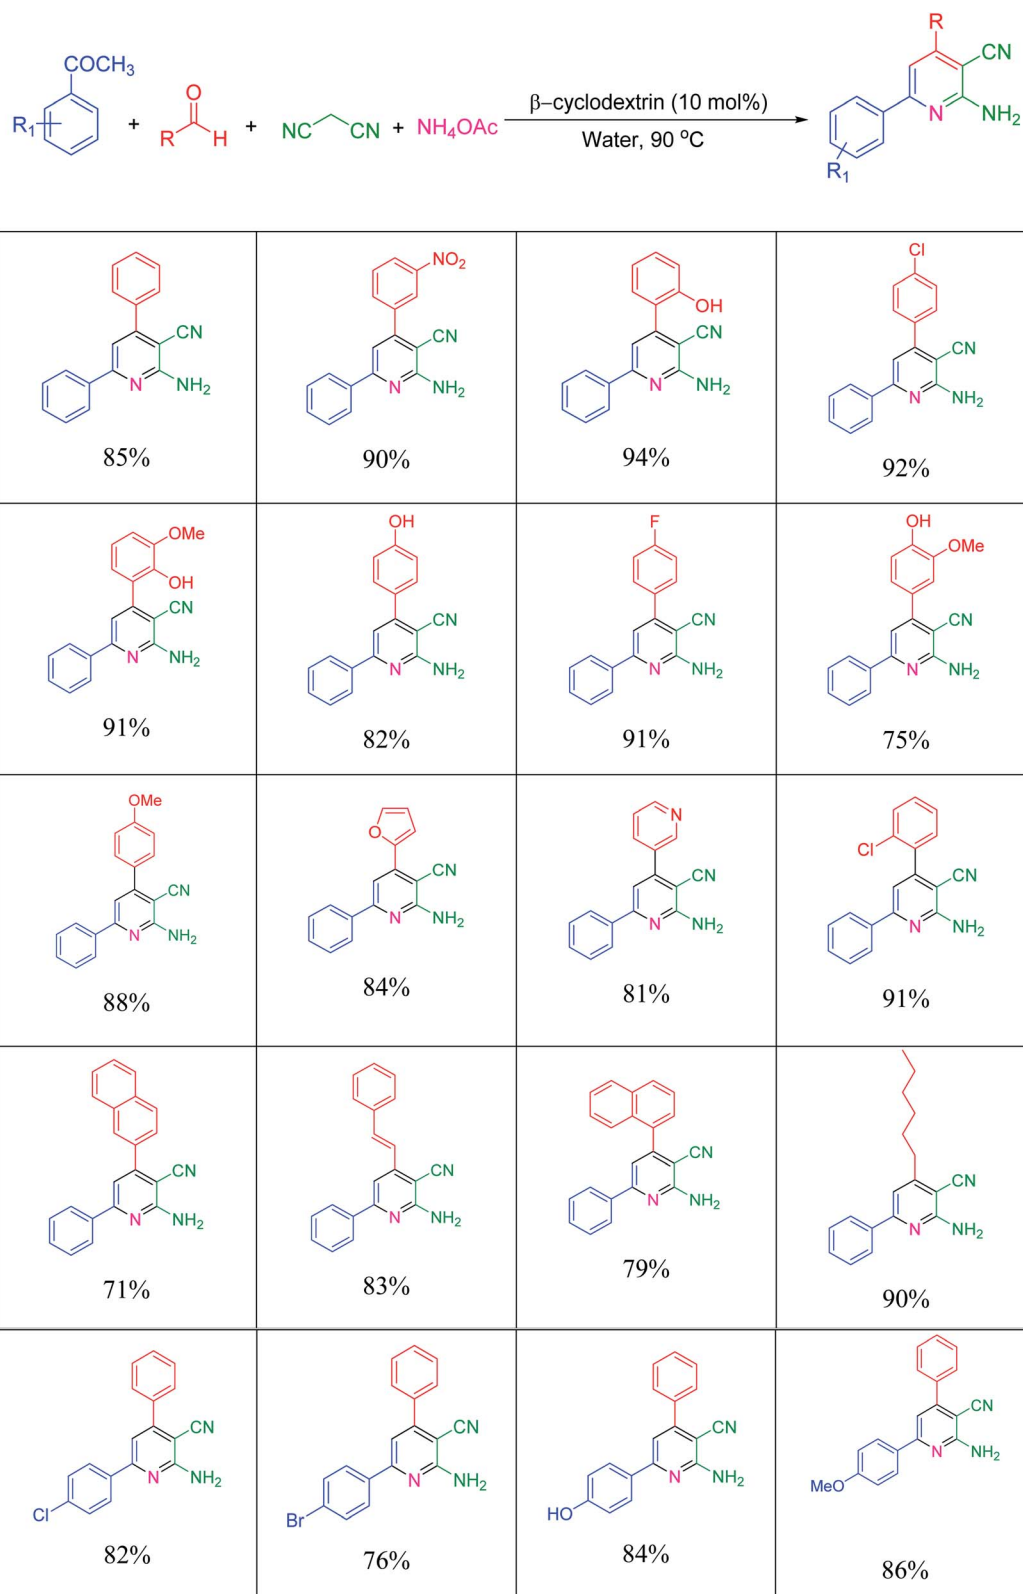 COCH3
R1
+
O
R
H
+
NC
CN
+
NH4OAc
β–cyclodextrin (10 mol%)
Water, 90 °C
R
CN
N
NH2
R1
CN
N
NH2
85%
NO2
CN
N
NH2
90%
OH
CN
N
NH2
94%
Cl
CN
N
NH2
92%
OMe
OH
CN
N
NH2
91%
OH
CN
N
NH2
82%
F
CN
N
NH2
91%
OH
OMe
CN
N
NH2
75%
OMe
CN
N
NH2
88%
O
CN
N
NH2
84%
N
CN
N
NH2
81%
Cl
CN
N
NH2
91%
CN
N
NH2
71%
CN
N
NH2
83%
CN
N
NH2
79%
CN
N
NH2
90%
CN
N
NH2
Cl
82%
CN
N
NH2
Br
76%
CN
N
NH2
HO
84%
CN
N
NH2
MeO
86%